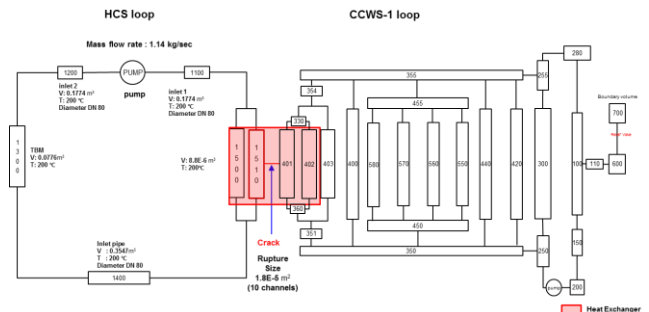 HCS loop
CCWS-1 loop
Mass flow rate : 1.14 kg/sec
1200
PUMP
1100
pump
inlet 2
V: 0.1774 m³
T: 200 ℃
Diameter DN 80
inlet 1
V: 0.1774 m³
T: 200 ℃
Diameter DN 80
1300
TBM
V: 0.0776m³
T: 200 ℃
V: 8.8E-6 m³
T: 200℃
1500
1510
Crack
Rupture
Size
1.8E-5 m²
(10 channels)
Inlet pipe
V : 0.3547m³
T : 200 ℃
Diameter DN 80
1400
354
330
401
402
403
360
351
355
455
400
580
570
560
550
440
420
450
350
255
280
300
250
pump
200
100
150
110
600
Boundary volume
700
Heat Exchanger